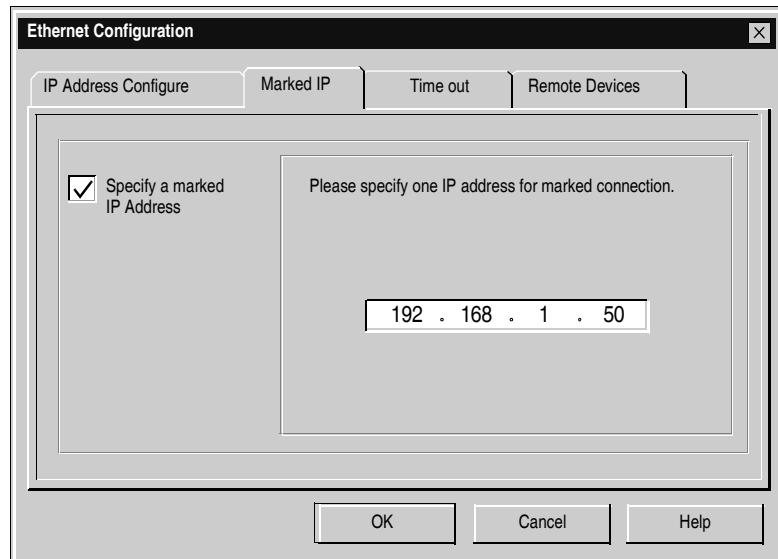 Ethernet Configuration
IP Address Configure Marked IP Time out Remote Devices
Specify a marked
IP Address
Please specify one IP address for marked connection.
192 . 168 . 1 . 50
OK Cancel Help